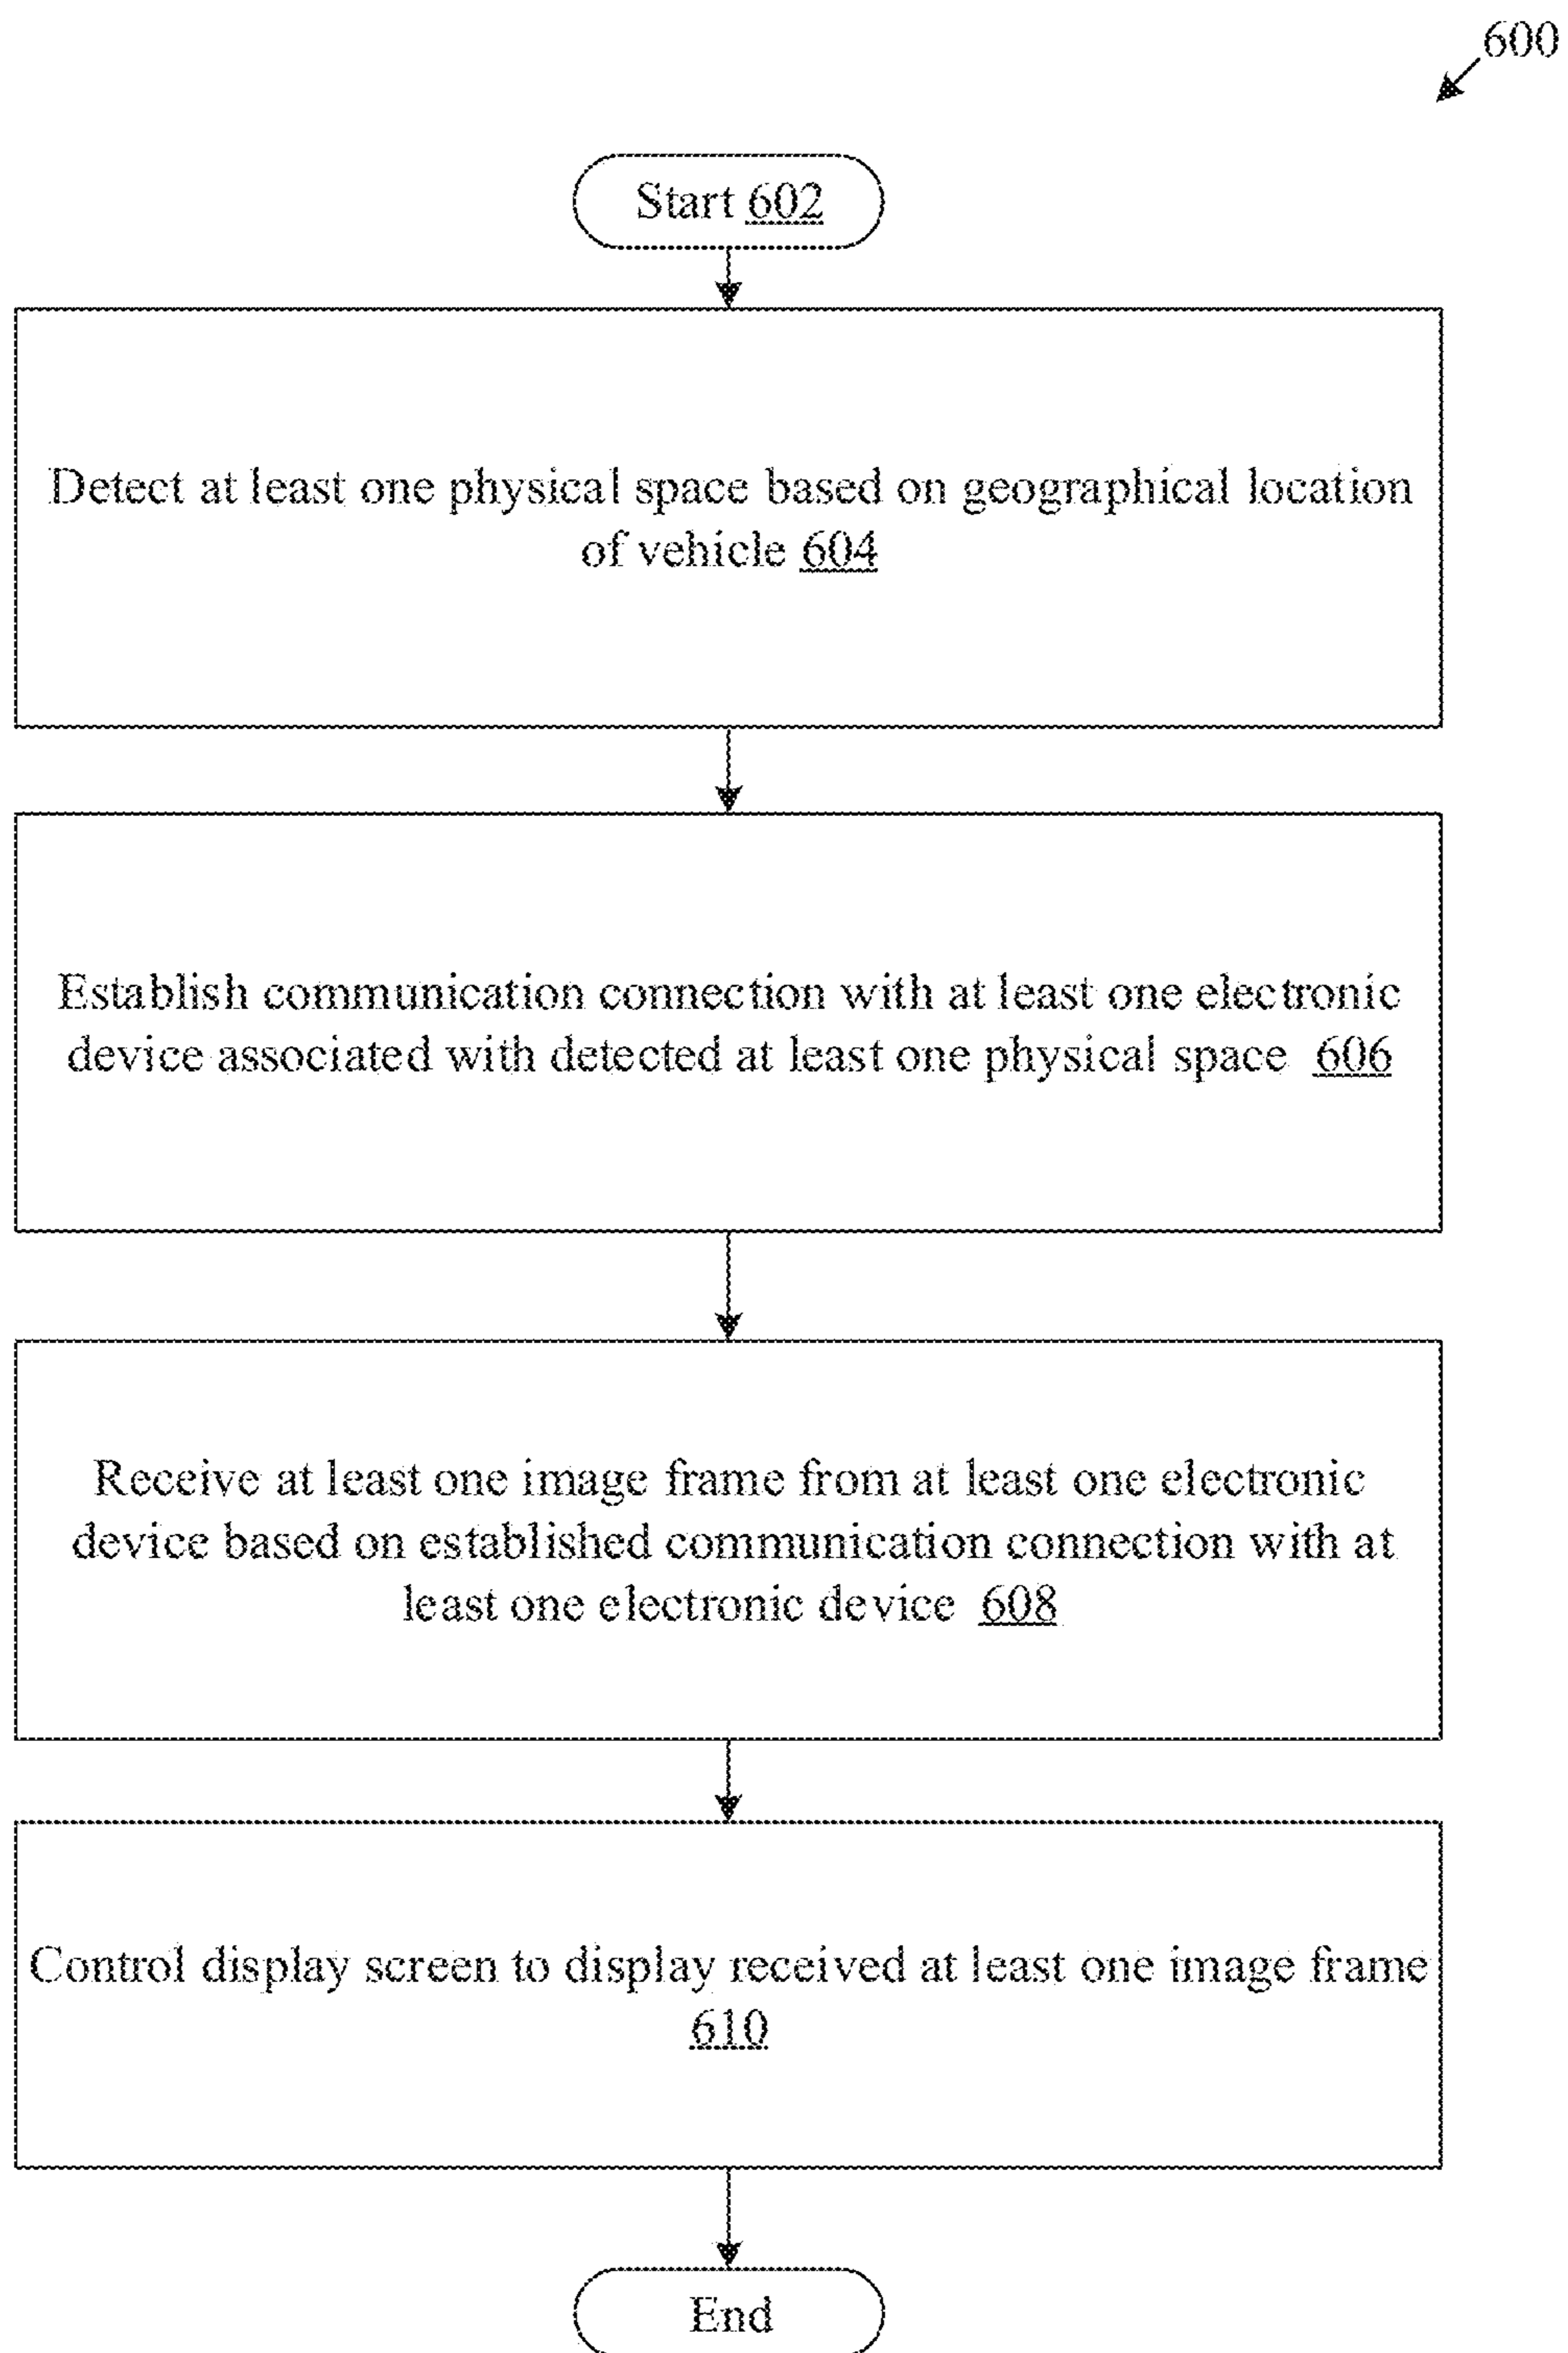 600
Start 602
Detect at least one physical space based on geographical location
of vehicle 604
Establish communication connection with at least one electronic
device associated with detected at least one physical space 606
Receive at least one image frame from at least one electronic
device based on established communication connection with at
least one electronic device 608
Control display screen to display received at least one image frame
610
End